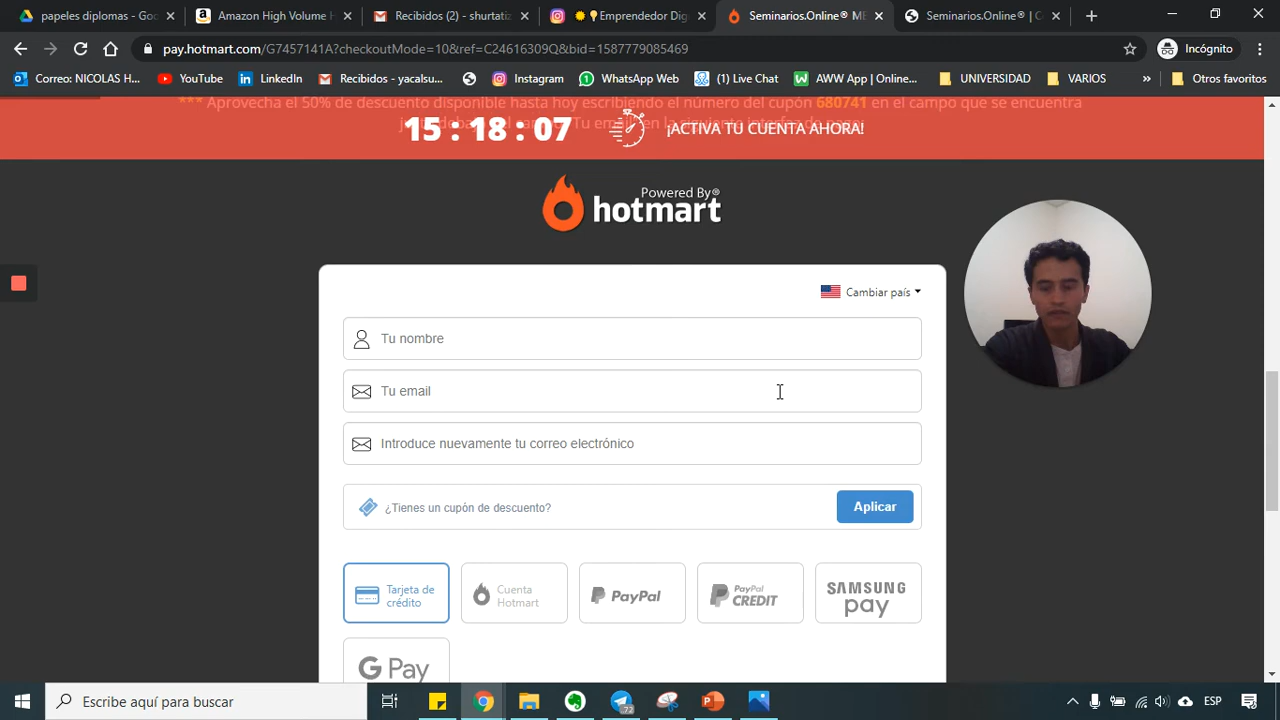 papeles diplomas - Goo
Amazon High Volume H
Recibidos (2) - shurtatiz
Emprendedor Dig
Seminarios.Online® ME
Seminarios.Online® | C
pay.hotmart.com/G7457141A?checkoutMode=10&ref=C24616309Q&bid=1587779085469
Incógnito
Correo: NICOLAS H...
YouTube
LinkedIn
Recibidos - yacalsu...
Instagram
WhatsApp Web
(1) Live Chat
AWW App | Online...
UNIVERSIDAD
VARIOS
»
Otros favoritos
*** Aprovecha el 50% de descuento disponible hasta hoy escribiendo el número del cupón 680741 en el campo que se encuentra
15 : 18 : 07
¡ACTIVA TU CUENTA AHORA!
Powered By®
hotmart
Cambiar país
Tu nombre
Tu email
Introduce nuevamente tu correo electrónico
¿Tienes un cupón de descuento?
Aplicar
Tarjeta de
crédito
Cuenta
Hotmart
PayPal
PayPal
CREDIT
SAMSUNG
pay
G Pay
Escribe aquí para buscar
72
ESP